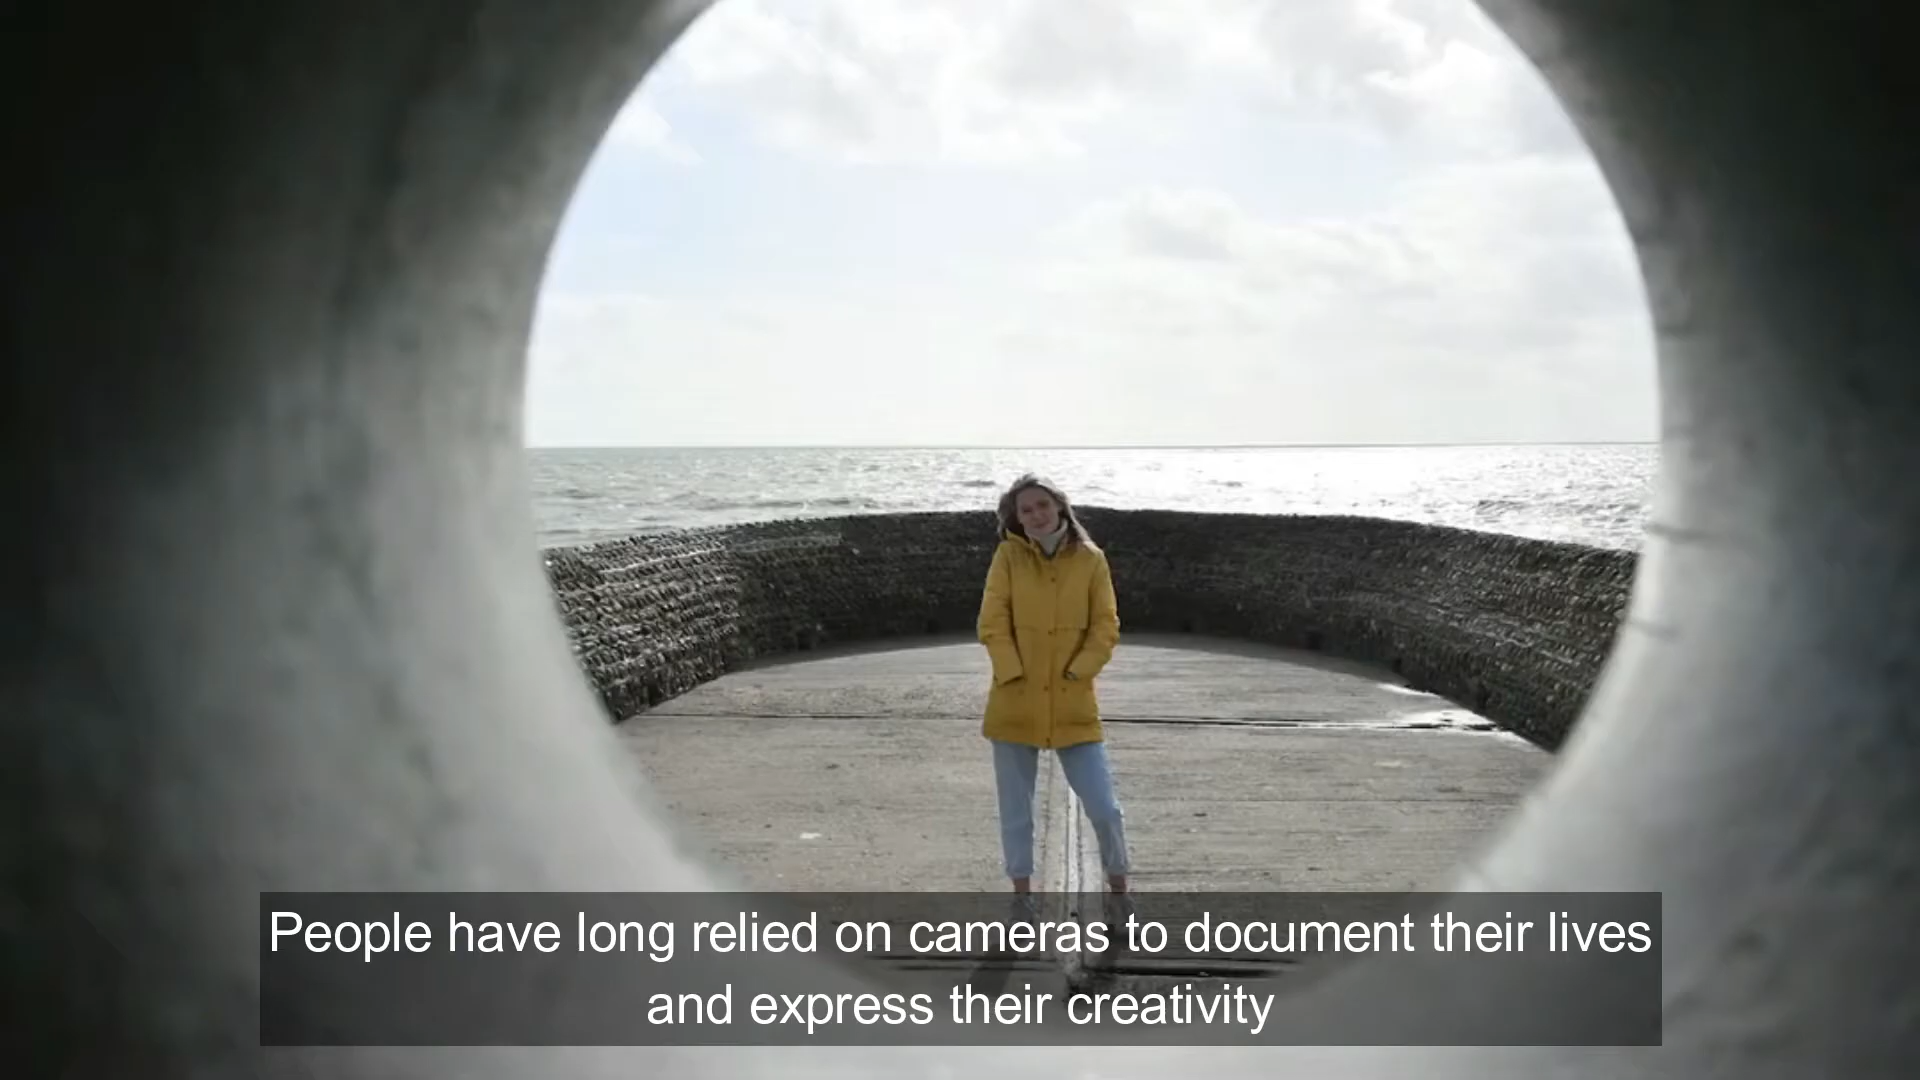 People have long relied on cameras to document their lives
and express their creativity